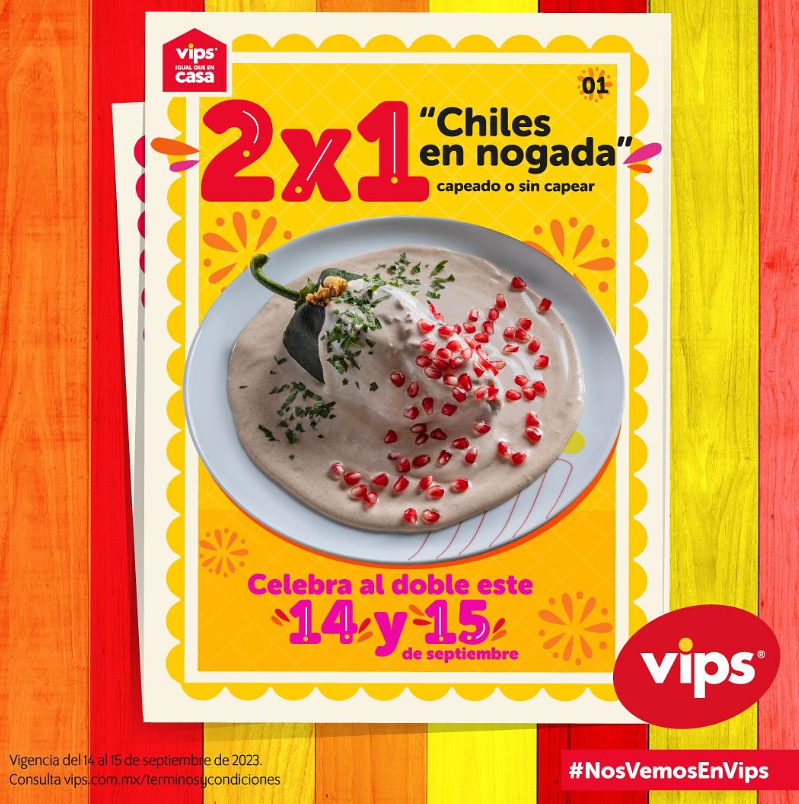 vips®
IGUAL QUE EN
casa
01
2x1
“Chiles
en nogada”
capeado o sin capear
Celebra al doble este
14 y 15
de septiembre
vips®
Vigencia del 14 al 15 de septiembre de 2023.
Consulta vips.com.mx/terminosycondiciones
#NosVemosEnVips